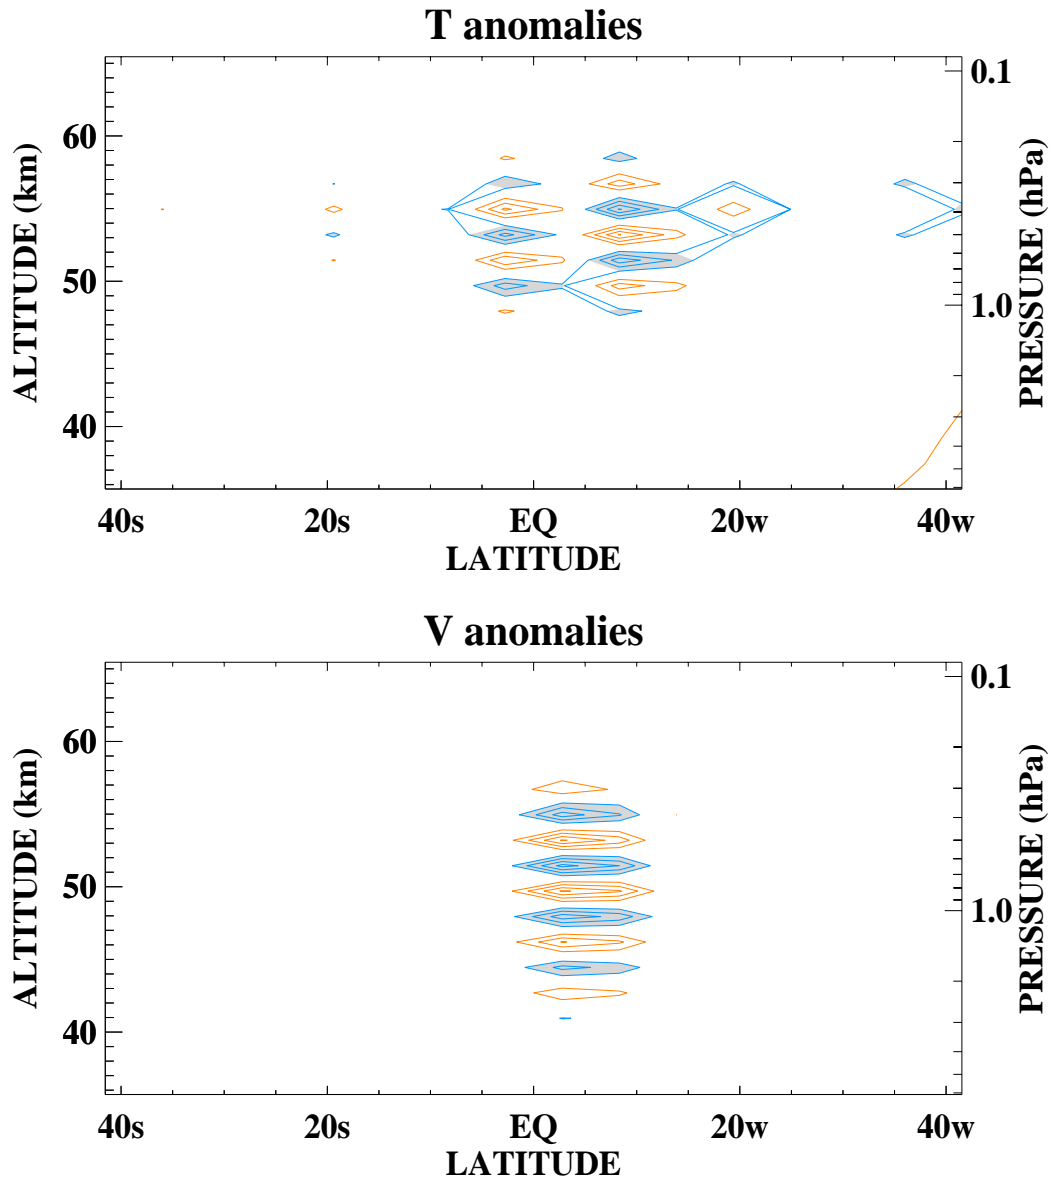 T anomalies
0.1
60
50
1.0
40
ALTITUDE (km)
PRESSURE (hPa)
40s 20s EQ 20w 40w
LATITUDE
V anomalies
0.1
60
50
1.0
40
ALTITUDE (km)
PRESSURE (hPa)
40s 20s EQ 20w 40w
LATITUDE